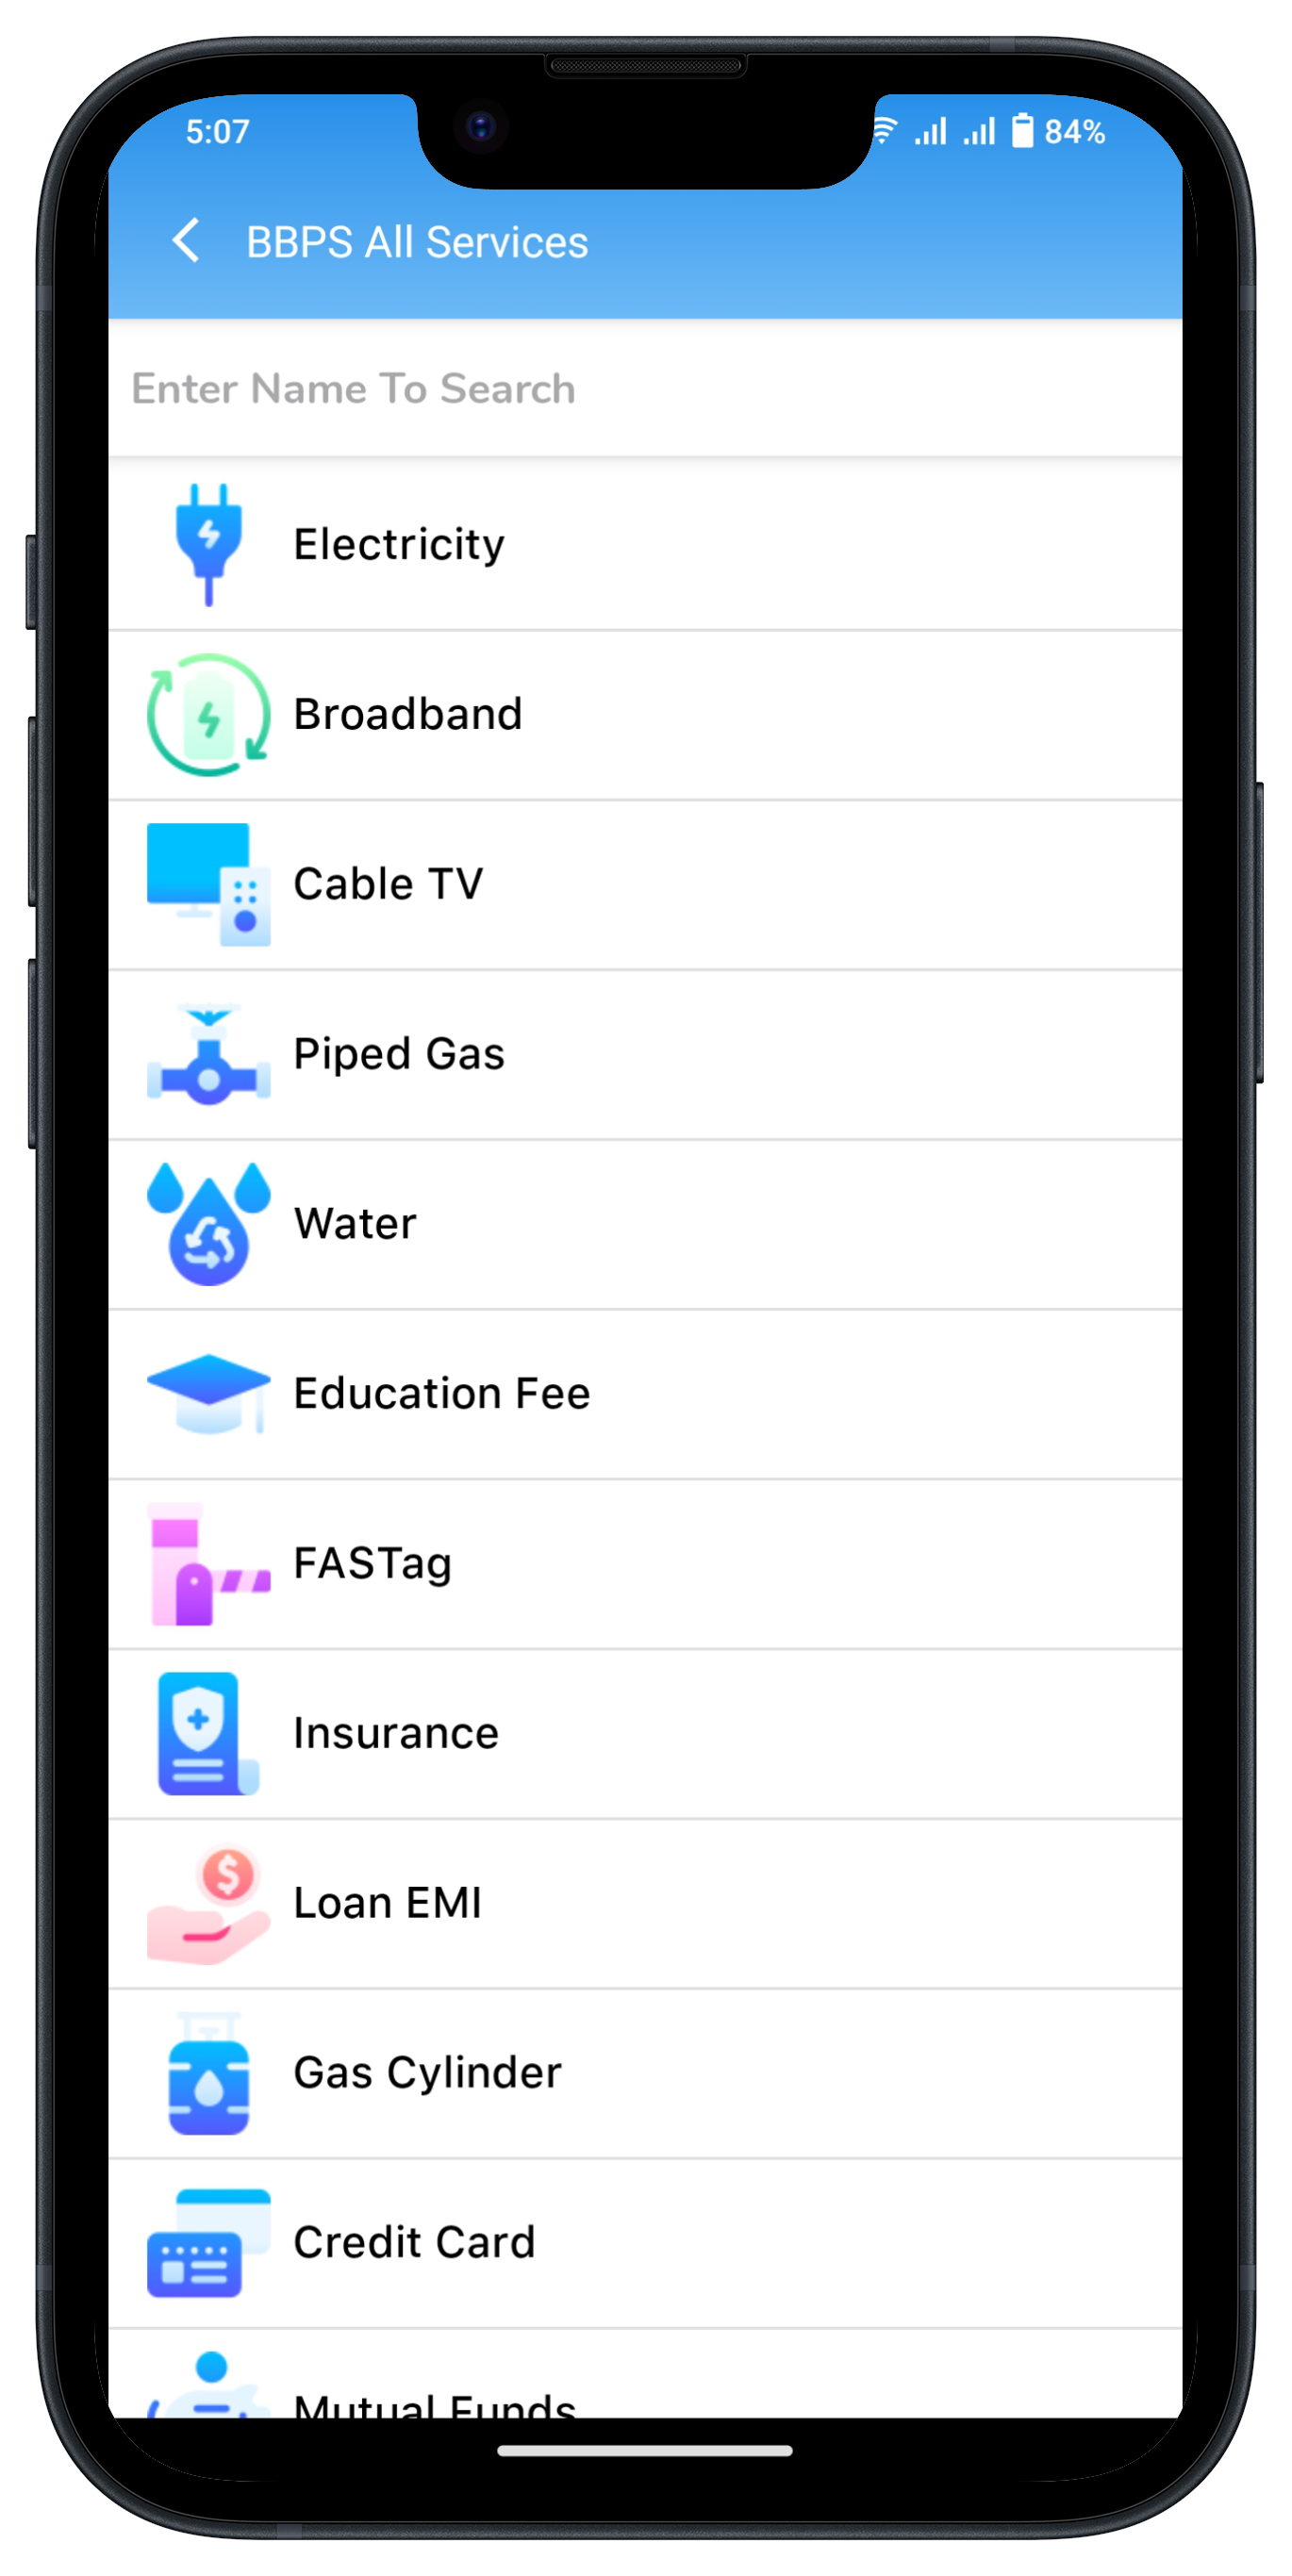 5:07
84%
BBPS All Services
Enter Name To Search
Electricity
Broadband
Cable TV
Piped Gas
Water
Education Fee
FASTag
Insurance
Loan EMI
Gas Cylinder
Credit Card
Mutual Funds